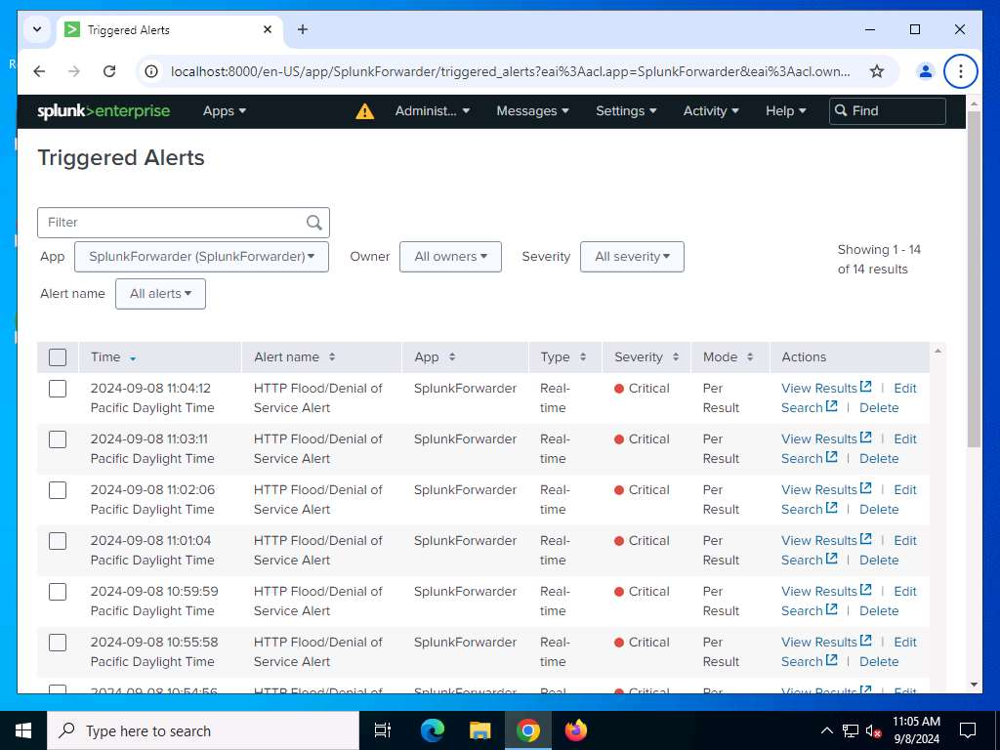 Triggered Alerts
localhost:8000/en-US/app/SplunkForwarder/triggered_alerts?eai%3Aacl.app=SplunkForwarder&eai%3Aacl.own...
splunk>enterprise Apps Administ... Messages Settings Activity Help Find
Triggered Alerts
Filter
App SplunkForwarder (SplunkForwarder) Owner All owners Severity All severity
Showing 1 - 14
of 14 results
Alert name All alerts
Time Alert name App Type Severity Mode Actions
2024-09-08 11:04:12 HTTP Flood/Denial of SplunkForwarder Real- Critical Per View Results | Edit
Pacific Daylight Time Service Alert time Result Search | Delete
2024-09-08 11:03:11 HTTP Flood/Denial of SplunkForwarder Real- Critical Per View Results | Edit
Pacific Daylight Time Service Alert time Result Search | Delete
2024-09-08 11:02:06 HTTP Flood/Denial of SplunkForwarder Real- Critical Per View Results | Edit
Pacific Daylight Time Service Alert time Result Search | Delete
2024-09-08 11:01:04 HTTP Flood/Denial of SplunkForwarder Real- Critical Per View Results | Edit
Pacific Daylight Time Service Alert time Result Search | Delete
2024-09-08 10:59:59 HTTP Flood/Denial of SplunkForwarder Real- Critical Per View Results | Edit
Pacific Daylight Time Service Alert time Result Search | Delete
2024-09-08 10:55:58 HTTP Flood/Denial of SplunkForwarder Real- Critical Per View Results | Edit
Pacific Daylight Time Service Alert time Result Search | Delete
2024-09-08 10:54:56 HTTP Flood/Denial of SplunkForwarder Real- Critical Per View Results | Edit
Type here to search
11:05 AM
9/8/2024